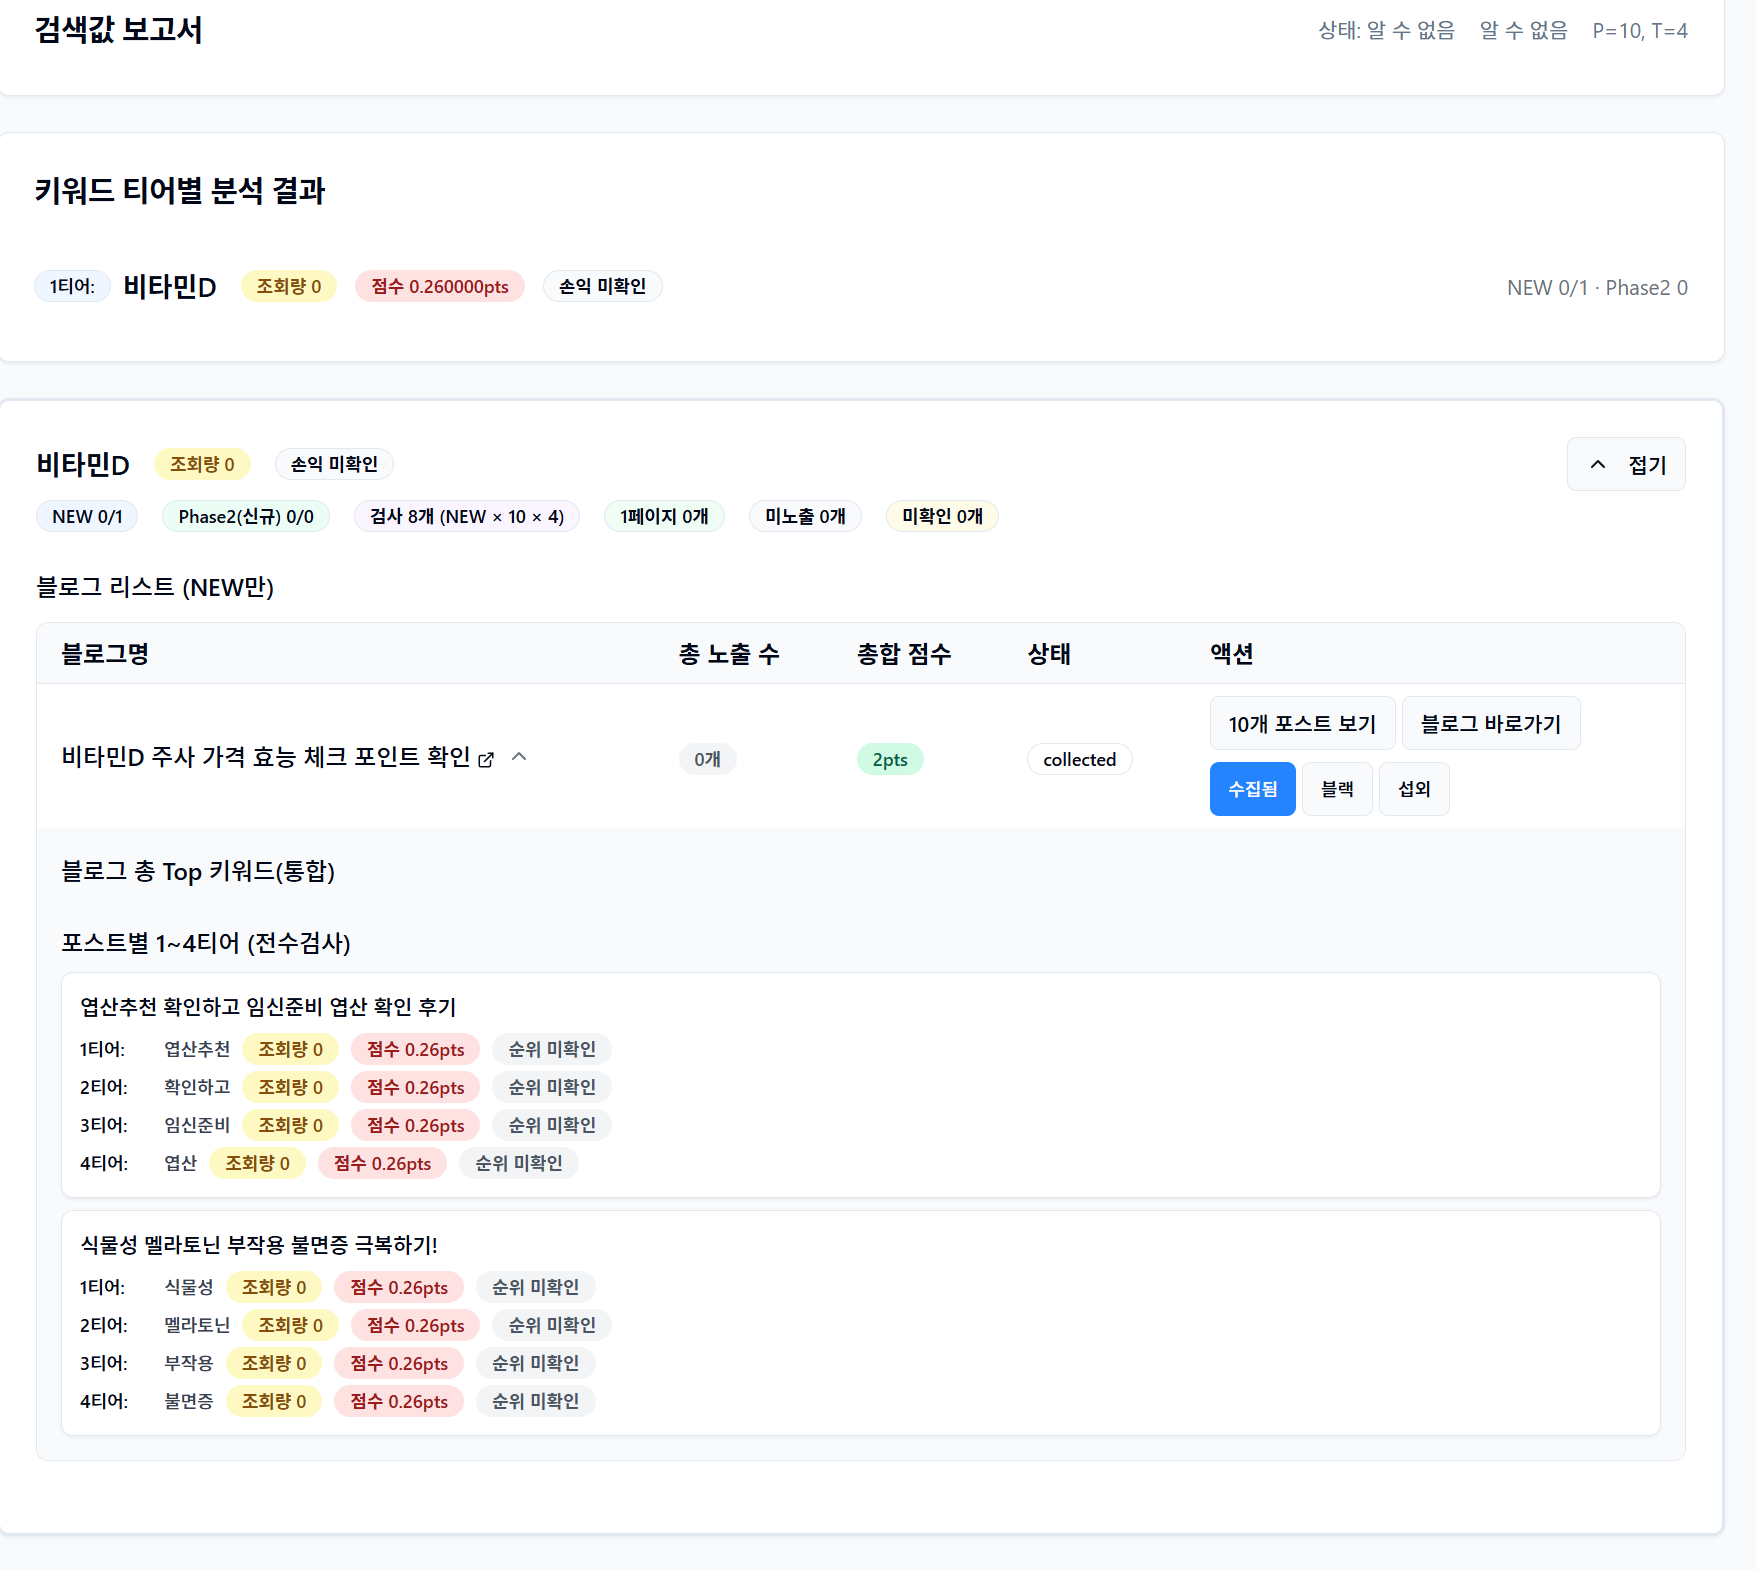 검색값 보고서
상태: 알 수 없음 알 수 없음 P=10, T=4
키워드 티어별 분석 결과
1티어: 비타민D 조회량 0 점수 0.260000pts 손익 미확인 NEW 0/1 · Phase2 0
비타민D 조회량 0 손익 미확인 접기
NEW 0/1 Phase2(신규) 0/0 검사 8개 (NEW × 10 × 4) 1페이지 0개 미노출 0개 미확인 0개
블로그 리스트 (NEW만)
블로그명 총 노출 수 총합 점수 상태 액션
비타민D 주사 가격 효능 체크 포인트 확인 0개 2pts collected
10개 포스트 보기 블로그 바로가기
수집됨 블랙 섭외
블로그 총 Top 키워드(통합)
포스트별 1~4티어 (전수검사)
엽산추천 확인하고 임신준비 엽산 확인 후기
1티어: 엽산추천 조회량 0 점수 0.26pts 순위 미확인
2티어: 확인하고 조회량 0 점수 0.26pts 순위 미확인
3티어: 임신준비 조회량 0 점수 0.26pts 순위 미확인
4티어: 엽산 조회량 0 점수 0.26pts 순위 미확인
식물성 멜라토닌 부작용 불면증 극복하기!
1티어: 식물성 조회량 0 점수 0.26pts 순위 미확인
2티어: 멜라토닌 조회량 0 점수 0.26pts 순위 미확인
3티어: 부작용 조회량 0 점수 0.26pts 순위 미확인
4티어: 불면증 조회량 0 점수 0.26pts 순위 미확인